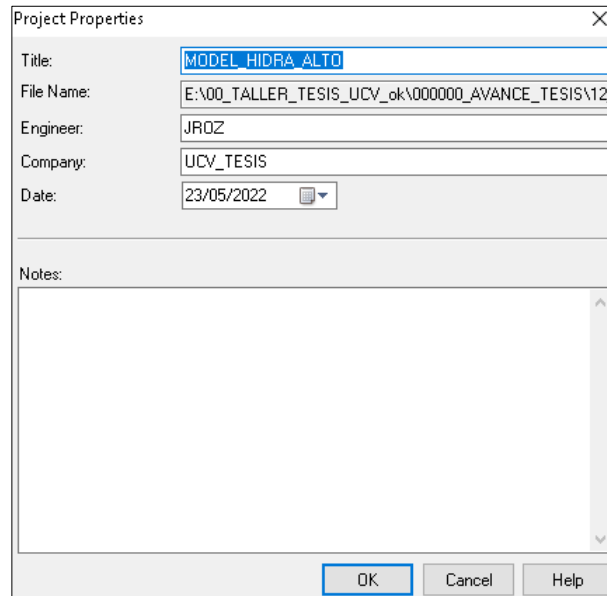 Project Properties
Title: MODEL_HIDRA_ALTO
File Name: E:\00_TALLER_TESIS_UCV_ok\000000_AVANCE_TESIS\12
Engineer: JROZ
Company: UCV_TESIS
Date: 23/05/2022
Notes:
OK Cancel Help